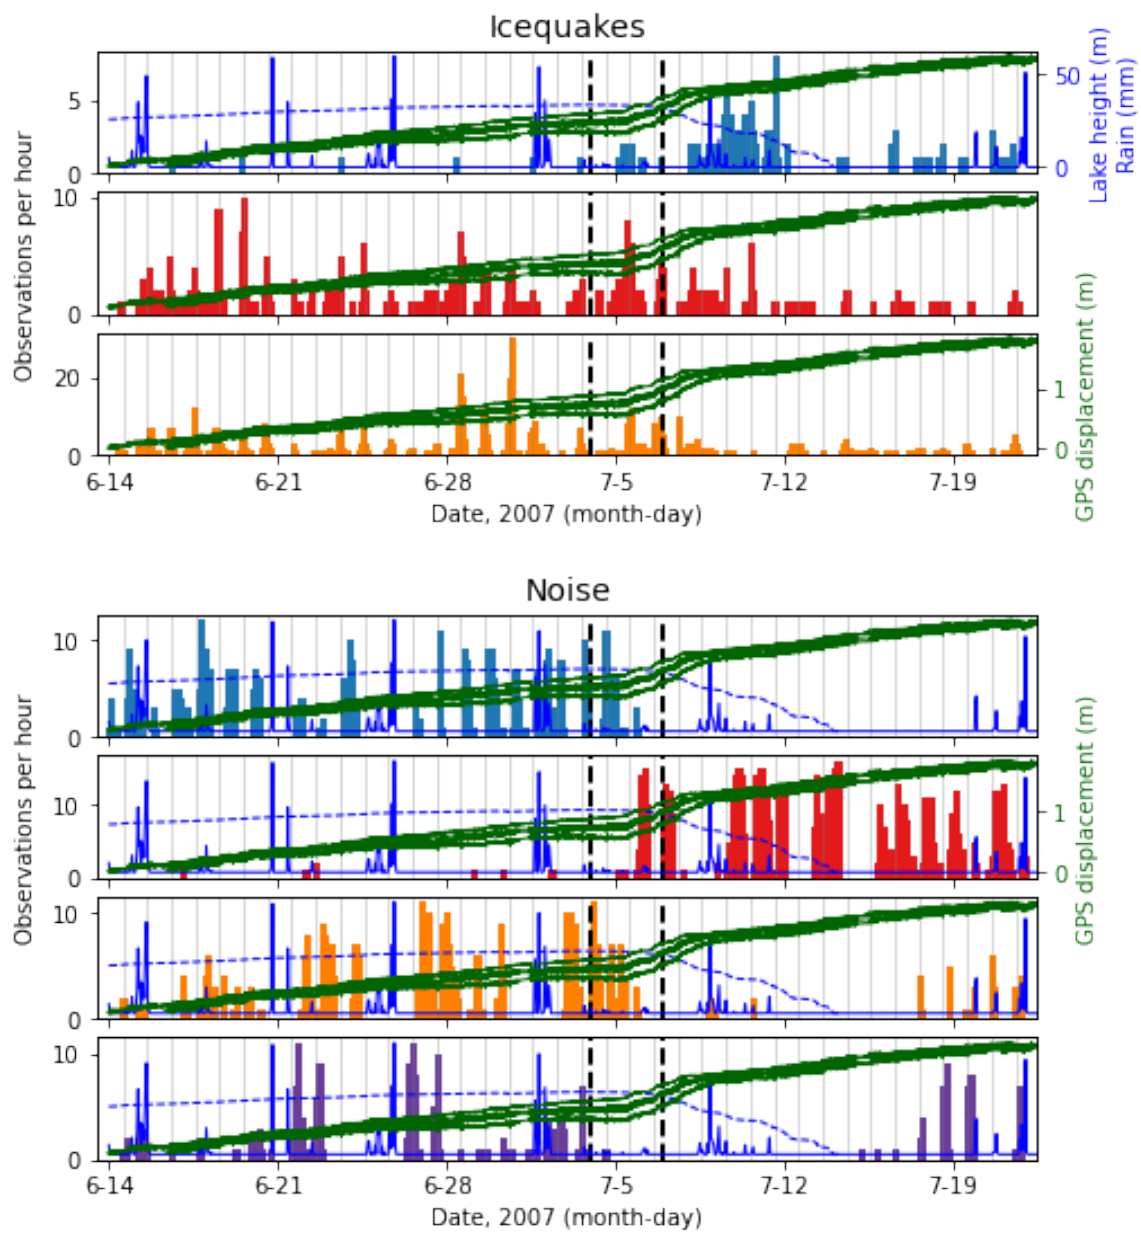 Icequakes
Observations per hour
5
0
50
0
Lake height (m)
Rain (mm)
10
0
20
0
1
0
GPS displacement (m)
6-14 6-21 6-28 7-5 7-12 7-19
Date, 2007 (month-day)
Noise
Observations per hour
10
0
10
0
1
0
GPS displacement (m)
10
0
10
0
6-14 6-21 6-28 7-5 7-12 7-19
Date, 2007 (month-day)